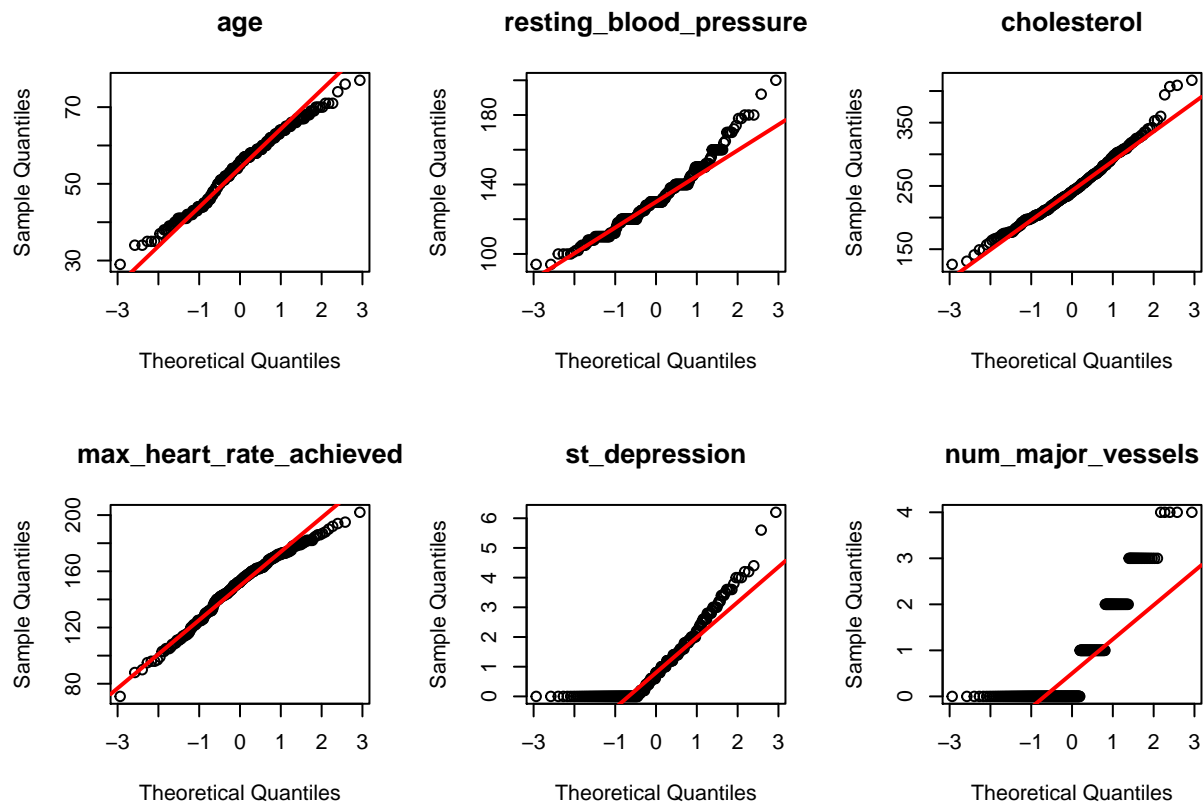 age
Sample Quantiles
30 50 70
−3 −1 0 1 2 3
Theoretical Quantiles
resting_blood_pressure
Sample Quantiles
100 140 180
−3 −1 0 1 2 3
Theoretical Quantiles
cholesterol
Sample Quantiles
150 250 350
−3 −1 0 1 2 3
Theoretical Quantiles
max_heart_rate_achieved
Sample Quantiles
80 120 160 200
−3 −1 0 1 2 3
Theoretical Quantiles
st_depression
Sample Quantiles
0 1 2 3 4 5 6
−3 −1 0 1 2 3
Theoretical Quantiles
num_major_vessels
Sample Quantiles
0 1 2 3 4
−3 −1 0 1 2 3
Theoretical Quantiles